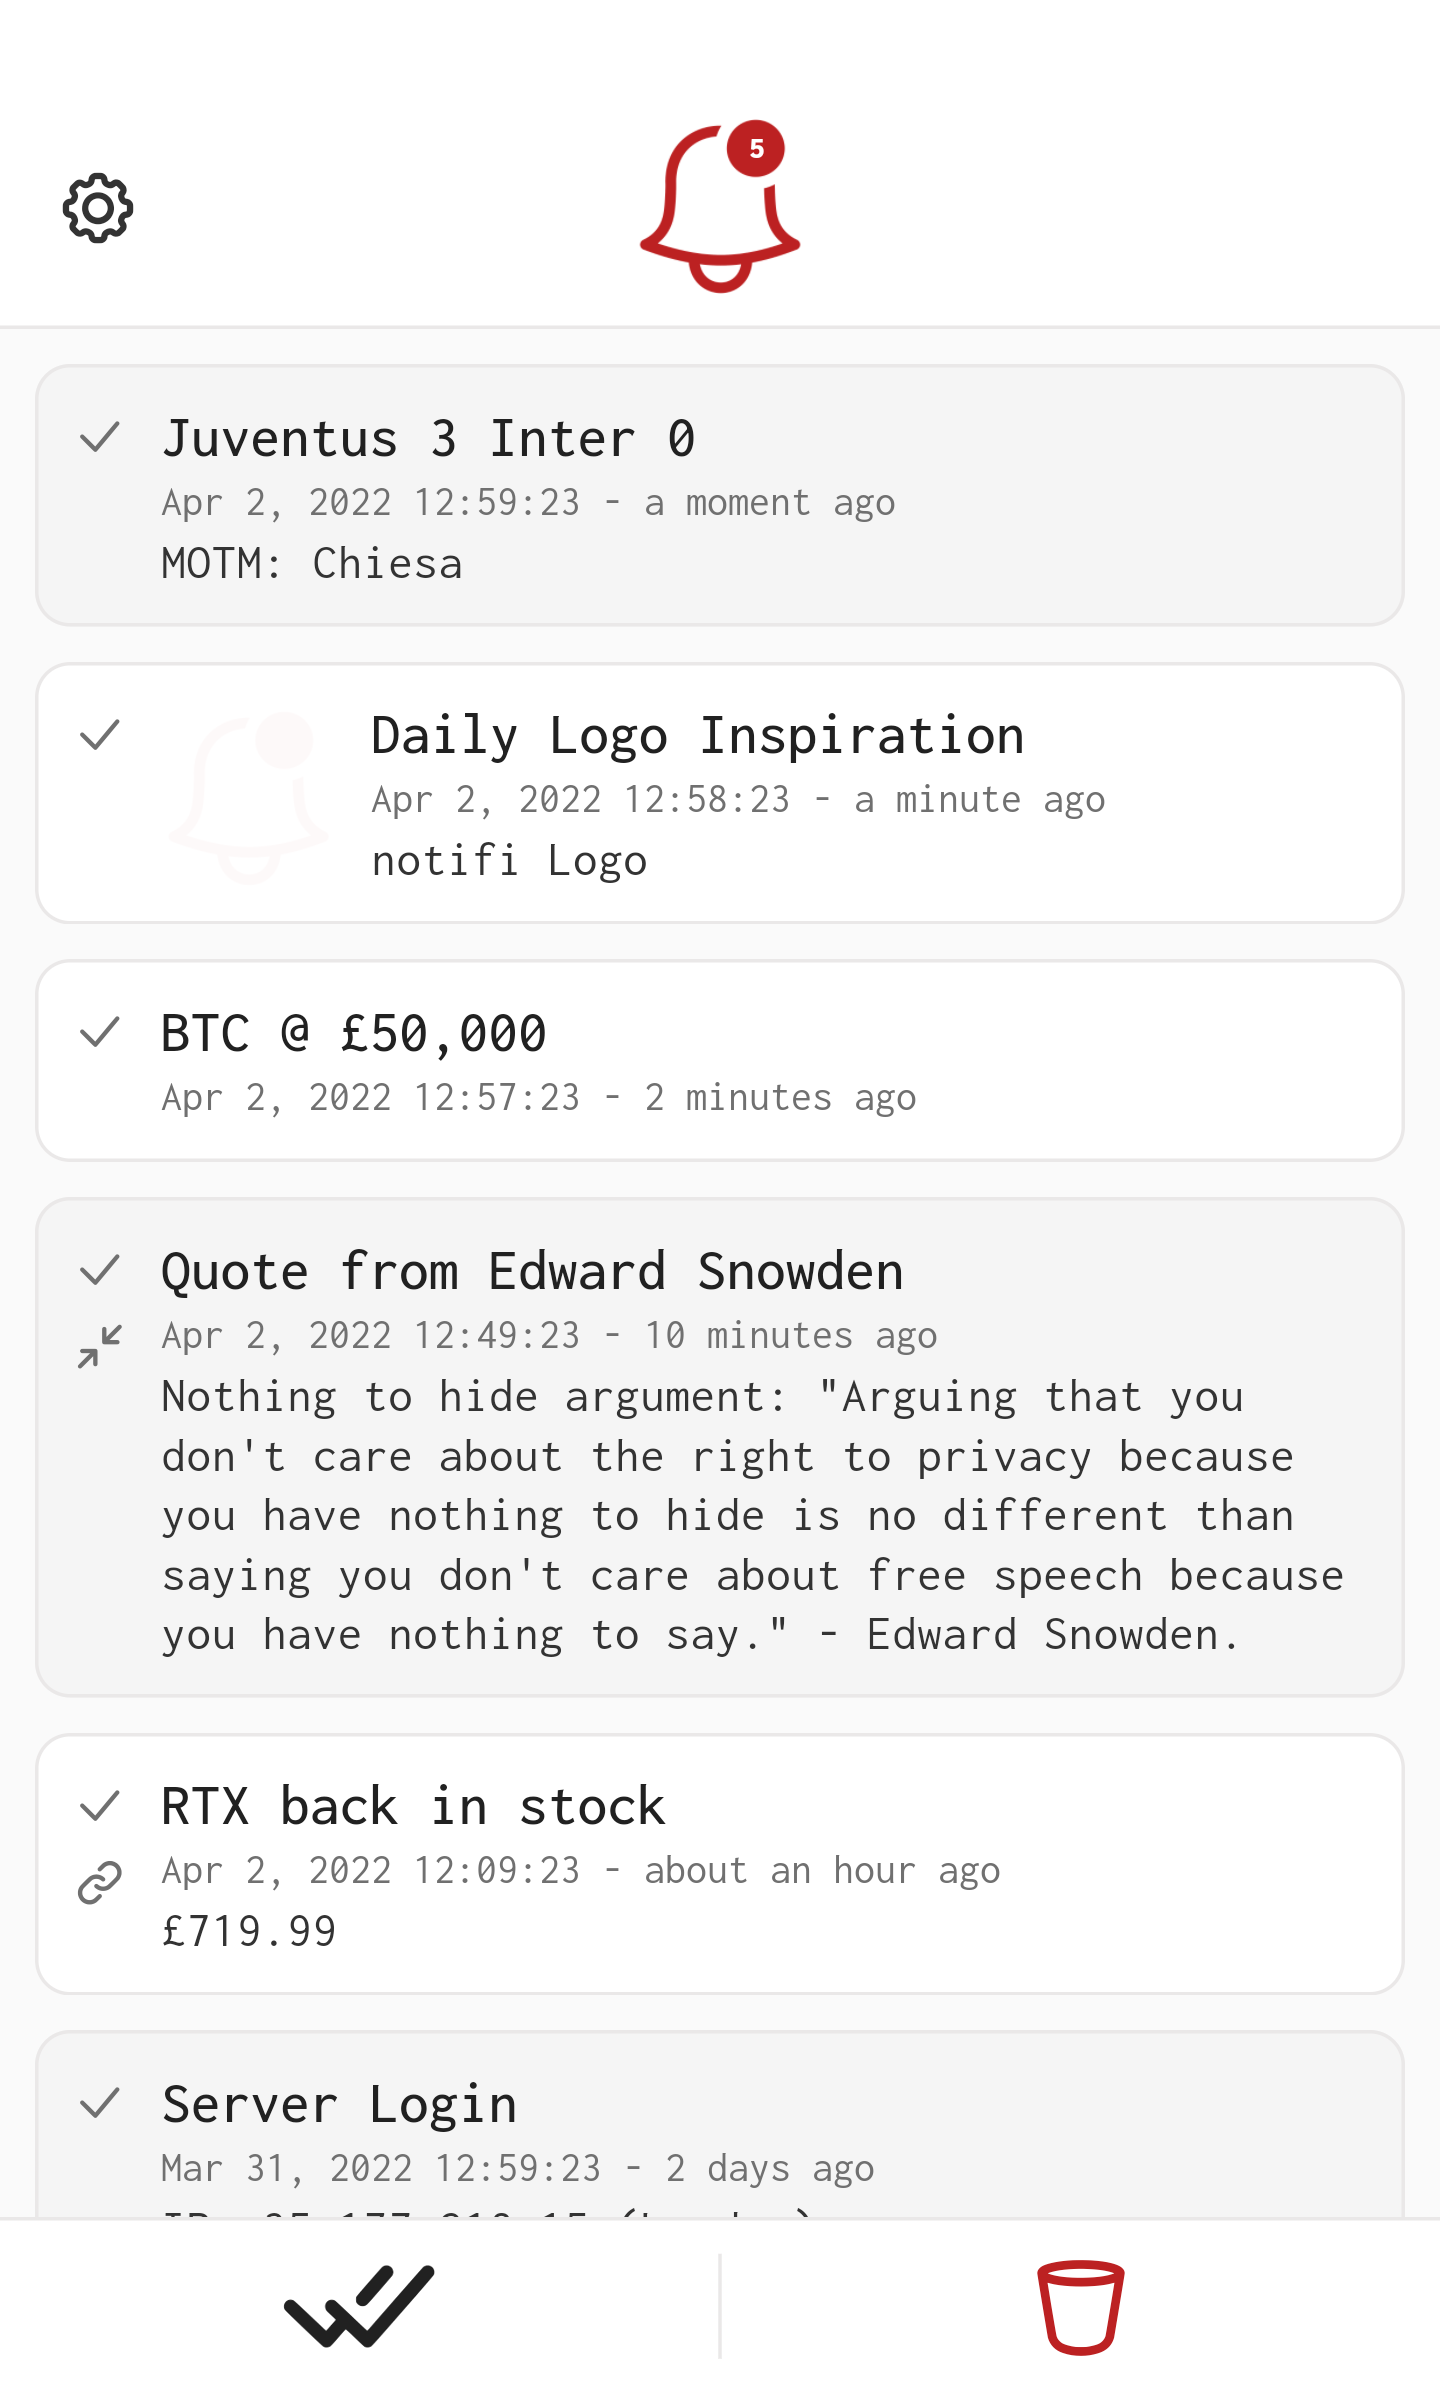 5
Juventus 3 Inter 0
Apr 2, 2022 12:59:23 - a moment ago
MOTM: Chiesa
Daily Logo Inspiration
Apr 2, 2022 12:58:23 - a minute ago
notifi Logo
BTC @ £50,000
Apr 2, 2022 12:57:23 - 2 minutes ago
Quote from Edward Snowden
Apr 2, 2022 12:49:23 - 10 minutes ago
Nothing to hide argument: "Arguing that you
don't care about the right to privacy because
you have nothing to hide is no different than
saying you don't care about free speech because
you have nothing to say." - Edward Snowden.
RTX back in stock
Apr 2, 2022 12:09:23 - about an hour ago
£719.99
Server Login
Mar 31, 2022 12:59:23 - 2 days ago